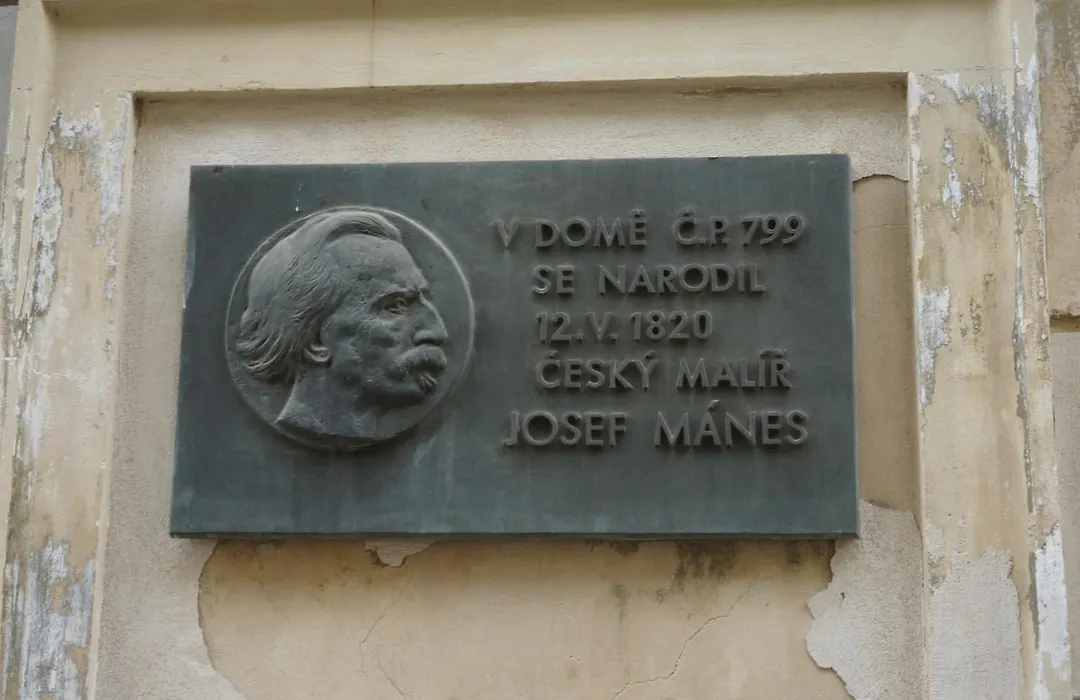 V DOMĚ Č.P. 799
SE NARODIL
12.V. 1820
ČESKÝ MALÍŘ
JOSEF MÁNES